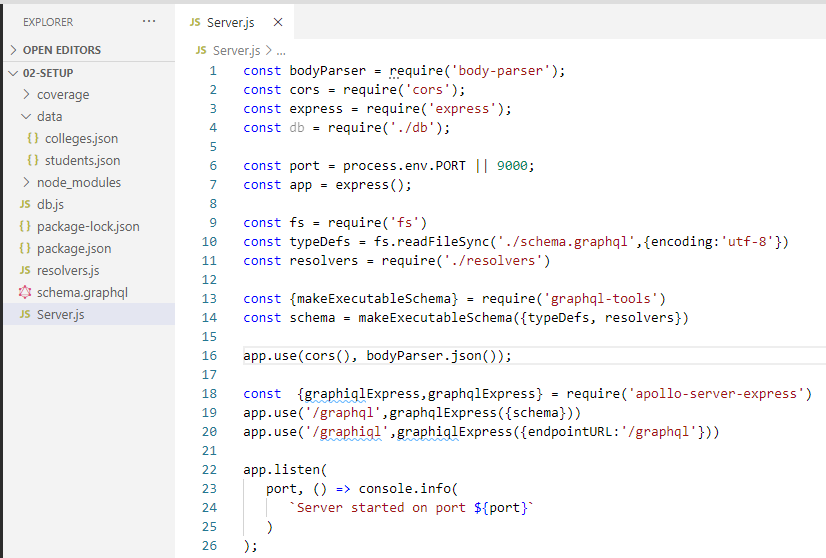 EXPLORER
...
OPEN EDITORS
02-SETUP
coverage
data
{} colleges.json
{} students.json
node_modules
JS db.js
{} package-lock.json
{} package.json
JS resolvers.js
schema.graphql
JS Server.js
JS Server.js ×
JS Server.js > ...
1 const bodyParser = require('body-parser');
2 const cors = require('cors');
3 const express = require('express');
4 const db = require('./db');
5
6 const port = process.env.PORT || 9000;
7 const app = express();
8
9 const fs = require('fs')
10 const typeDefs = fs.readFileSync('./schema.graphql',{encoding:'utf-8'})
11 const resolvers = require('./resolvers')
12
13 const {makeExecutableSchema} = require('graphql-tools')
14 const schema = makeExecutableSchema({typeDefs, resolvers})
15
16 app.use(cors(), bodyParser.json());
17
18 const  {graphiqlExpress,graphqlExpress} = require('apollo-server-express')
19 app.use('/graphql',graphqlExpress({schema}))
20 app.use('/graphiql',graphiqlExpress({endpointURL:'/graphql'}))
21
22 app.listen(
23 port, () => console.info(
24 `Server started on port ${port}`
25 )
26 );